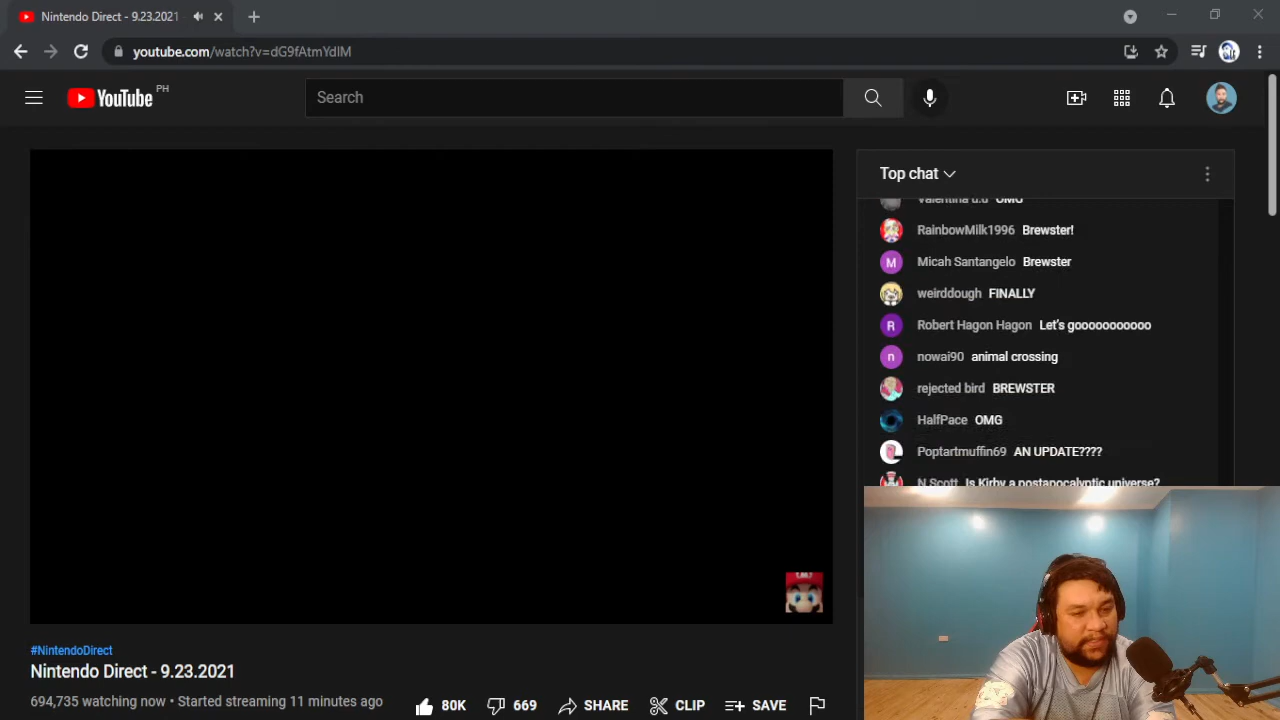 Nintendo Direct - 9.23.2021
youtube.com/watch?v=dG9fAtmYdlM
YouTube PH
Search
Top chat
Valentina u.u OMG
RainbowMilk1996 Brewster!
M Micah Santangelo Brewster
weirddough FINALLY
R Robert Hagon Hagon Let's gooooooooooo
n nowai90 animal crossing
rejected bird BREWSTER
HalfPace OMG
Poptartmuffin69 AN UPDATE????
N Scott Is Kirby a postapocalyptic universe?
#NintendoDirect
Nintendo Direct - 9.23.2021
694,735 watching now • Started streaming 11 minutes ago
80K 669 SHARE CLIP SAVE